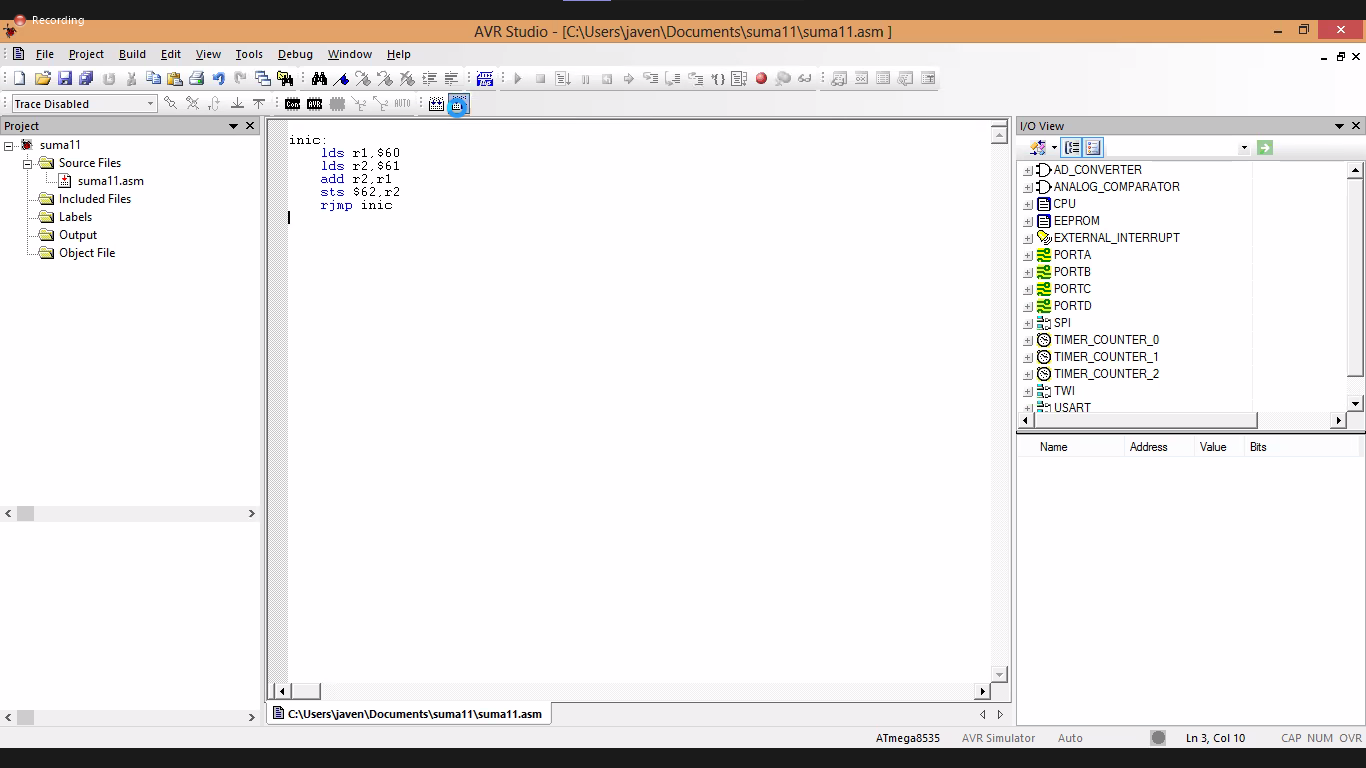 Recording
AVR Studio - [C:\Users\javen\Documents\suma11\suma11.asm ]
File Project Build Edit View Tools Debug Window Help
Trace Disabled
Con AVR AUTO
Project
suma11
Source Files
suma11.asm
Included Files
Labels
Output
Object File
inic:
lds r1,$60
lds r2,$61
add r2,r1
sts $62,r2
rjmp inic
C:\Users\javen\Documents\suma11\suma11.asm
I/O View
AD_CONVERTER
ANALOG_COMPARATOR
CPU
EEPROM
EXTERNAL_INTERRUPT
PORTA
PORTB
PORTC
PORTD
SPI
TIMER_COUNTER_0
TIMER_COUNTER_1
TIMER_COUNTER_2
TWI
USART
Name Address Value Bits
ATmega8535 AVR Simulator Auto Ln 3, Col 10 CAP NUM OVR